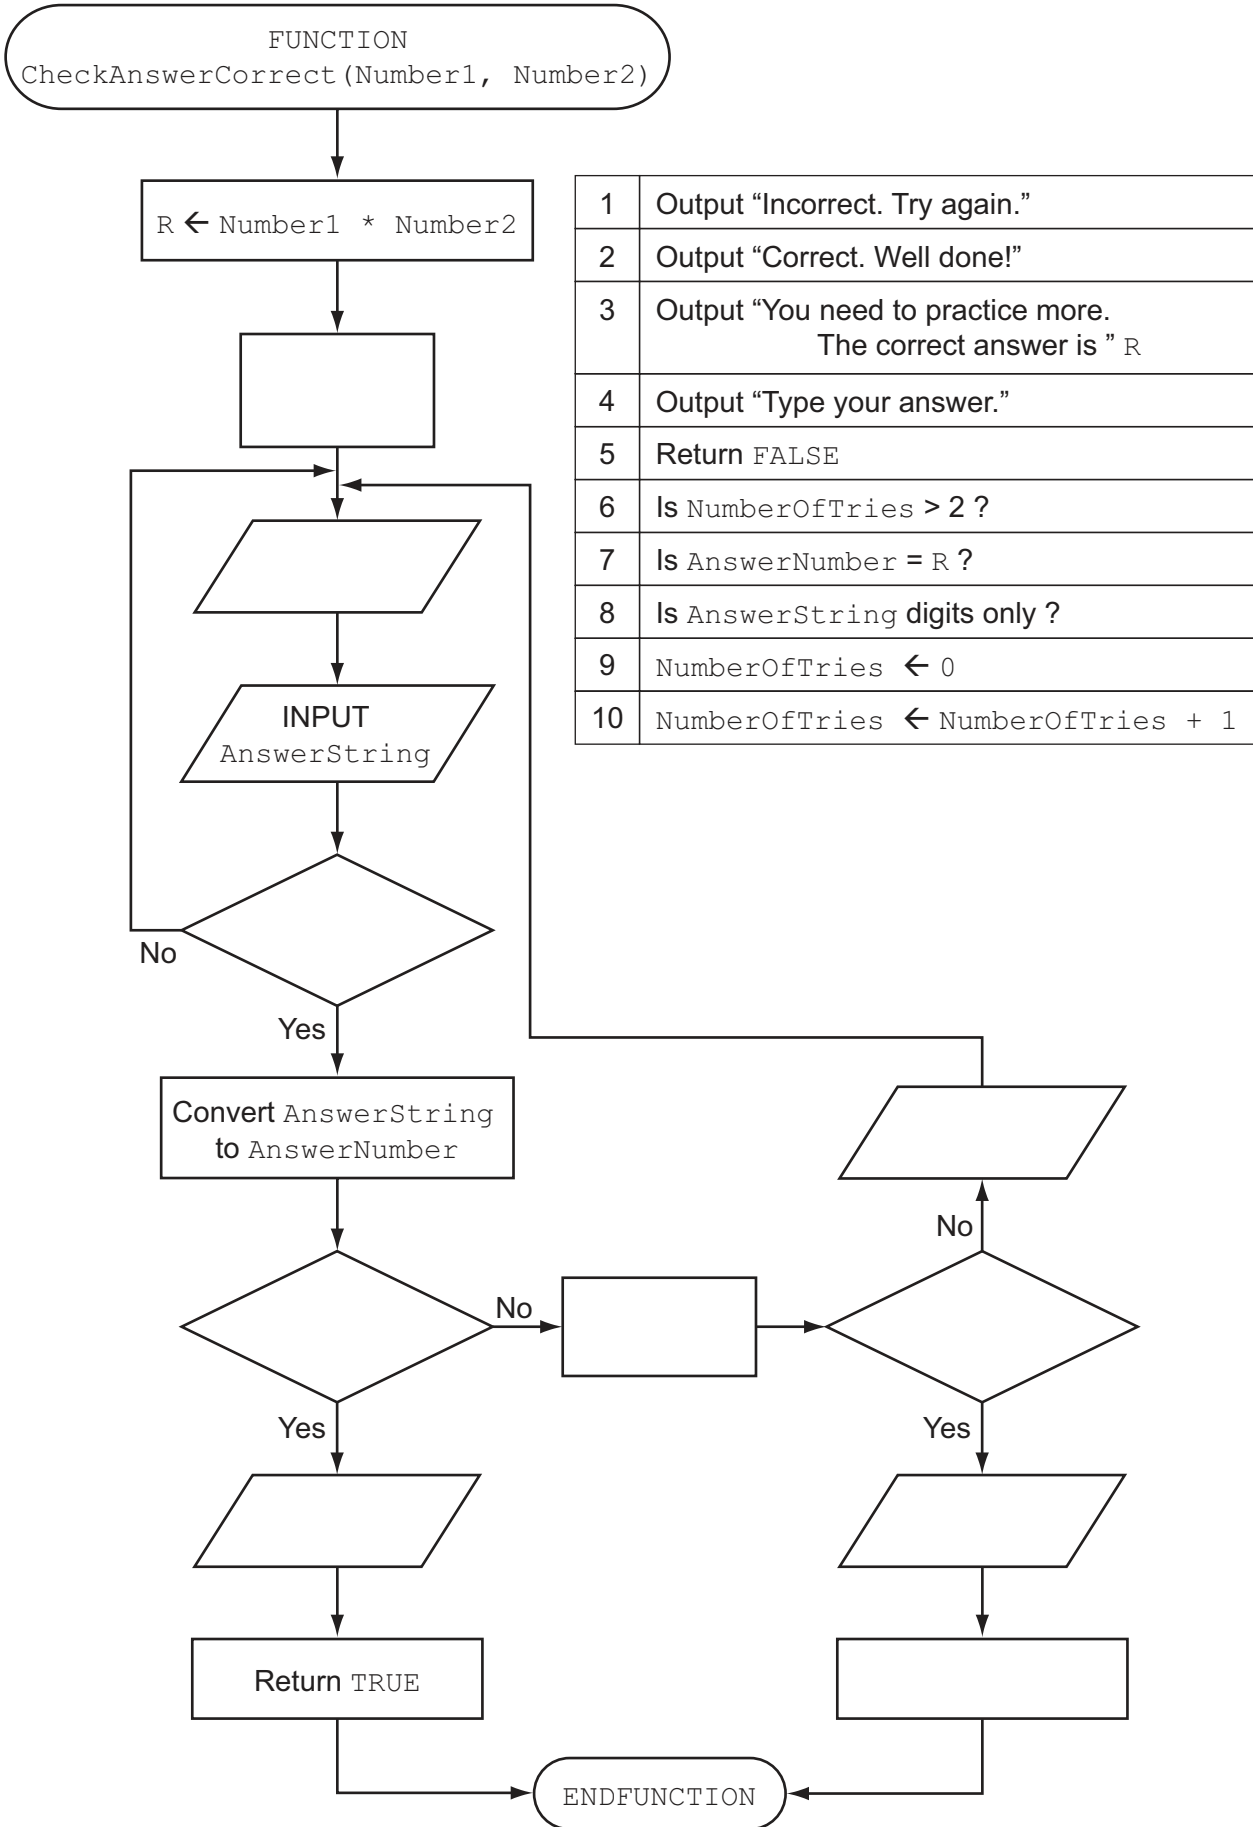 FUNCTION
CheckAnswerCorrect(Number1, Number2)
R ← Number1 * Number2
1 Output “Incorrect. Try again.”
2 Output “Correct. Well done!”
3 Output “You need to practice more.
The correct answer is ” R
4 Output “Type your answer.”
5 Return FALSE
6 Is NumberOfTries > 2 ?
7 Is AnswerNumber = R ?
8 Is AnswerString digits only ?
9 NumberOfTries ← 0
10 NumberOfTries ← NumberOfTries + 1
INPUT
AnswerString
No
Yes
Convert AnswerString
to AnswerNumber
No
No
Yes
Yes
Return TRUE
ENDFUNCTION